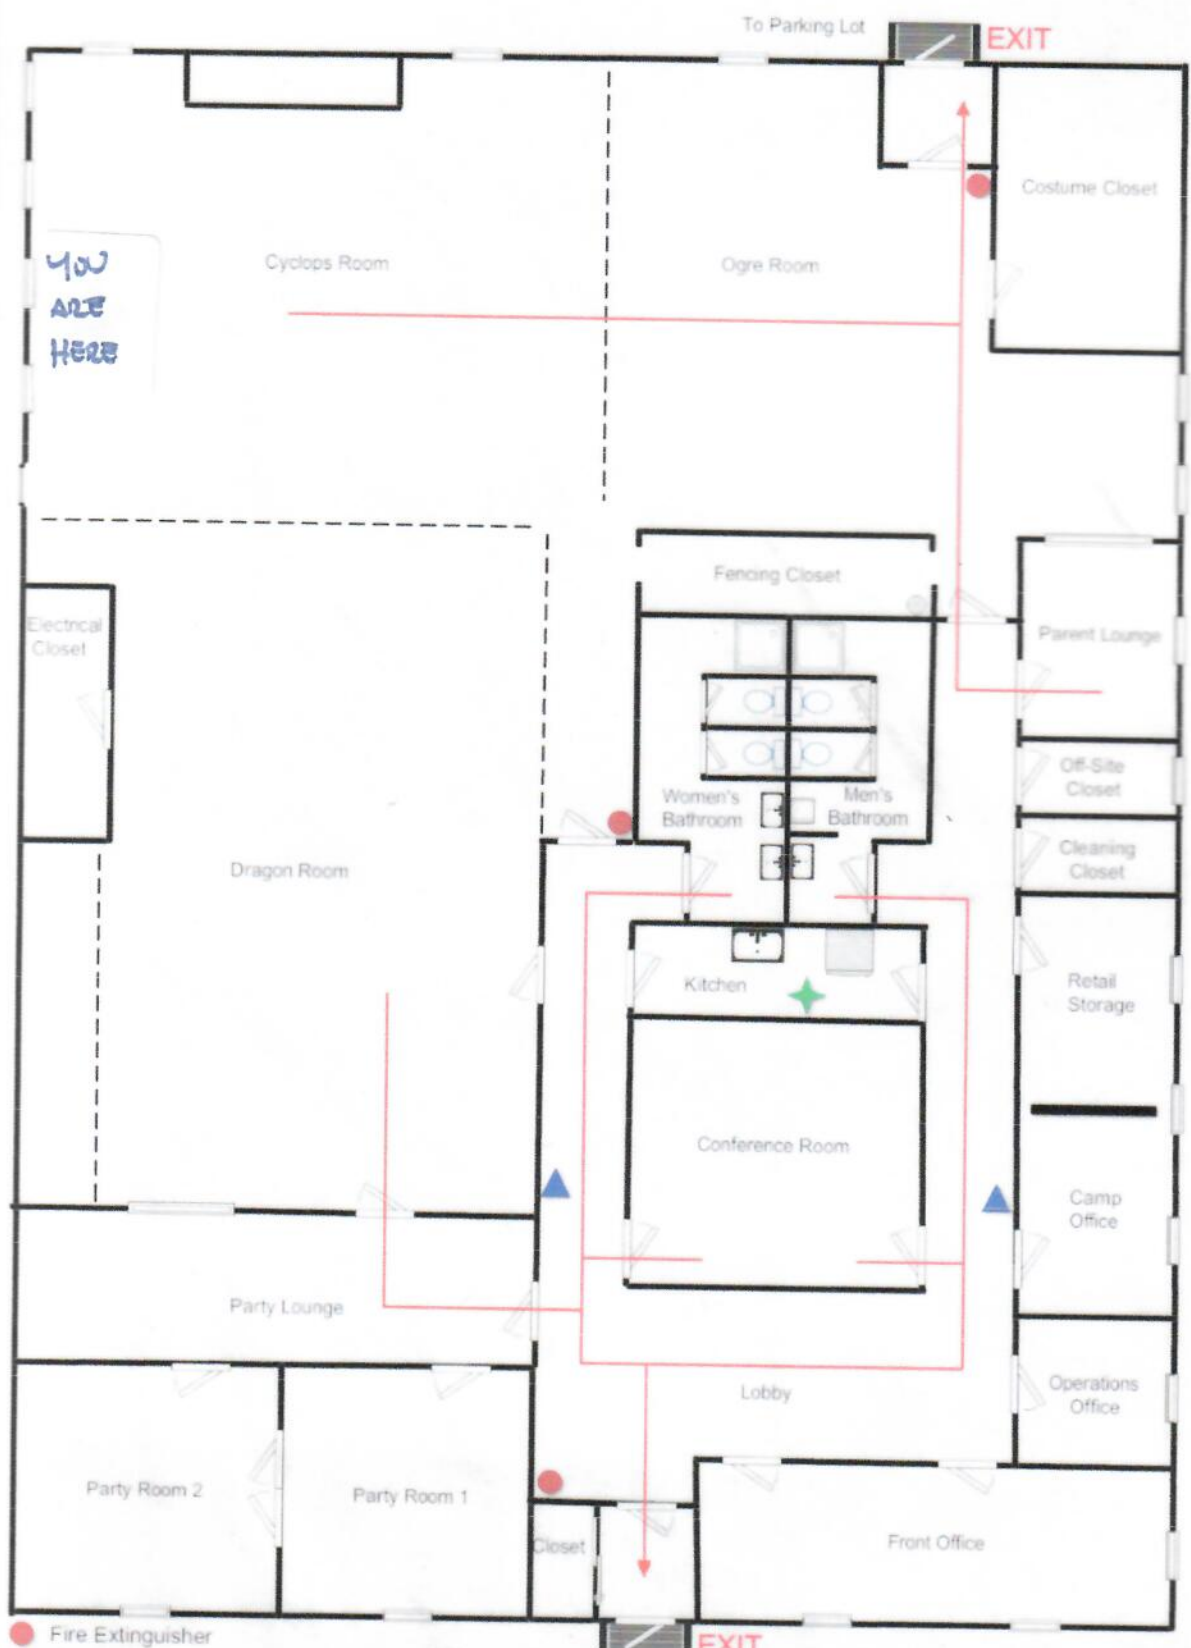 To Parking Lot
EXIT
Costume Closet
Cyclops Room
Ogre Room
YOU
ARE
HERE
Fencing Closet
Electrical
Closet
Parent Lounge
Off-Site
Closet
Women's
Bathroom
Men's
Bathroom
Cleaning
Closet
Dragon Room
Kitchen
Retail
Storage
Conference Room
Camp
Office
Party Lounge
Lobby
Operations
Office
Party Room 2
Party Room 1
Closet
Front Office
Fire Extinguisher
EXIT